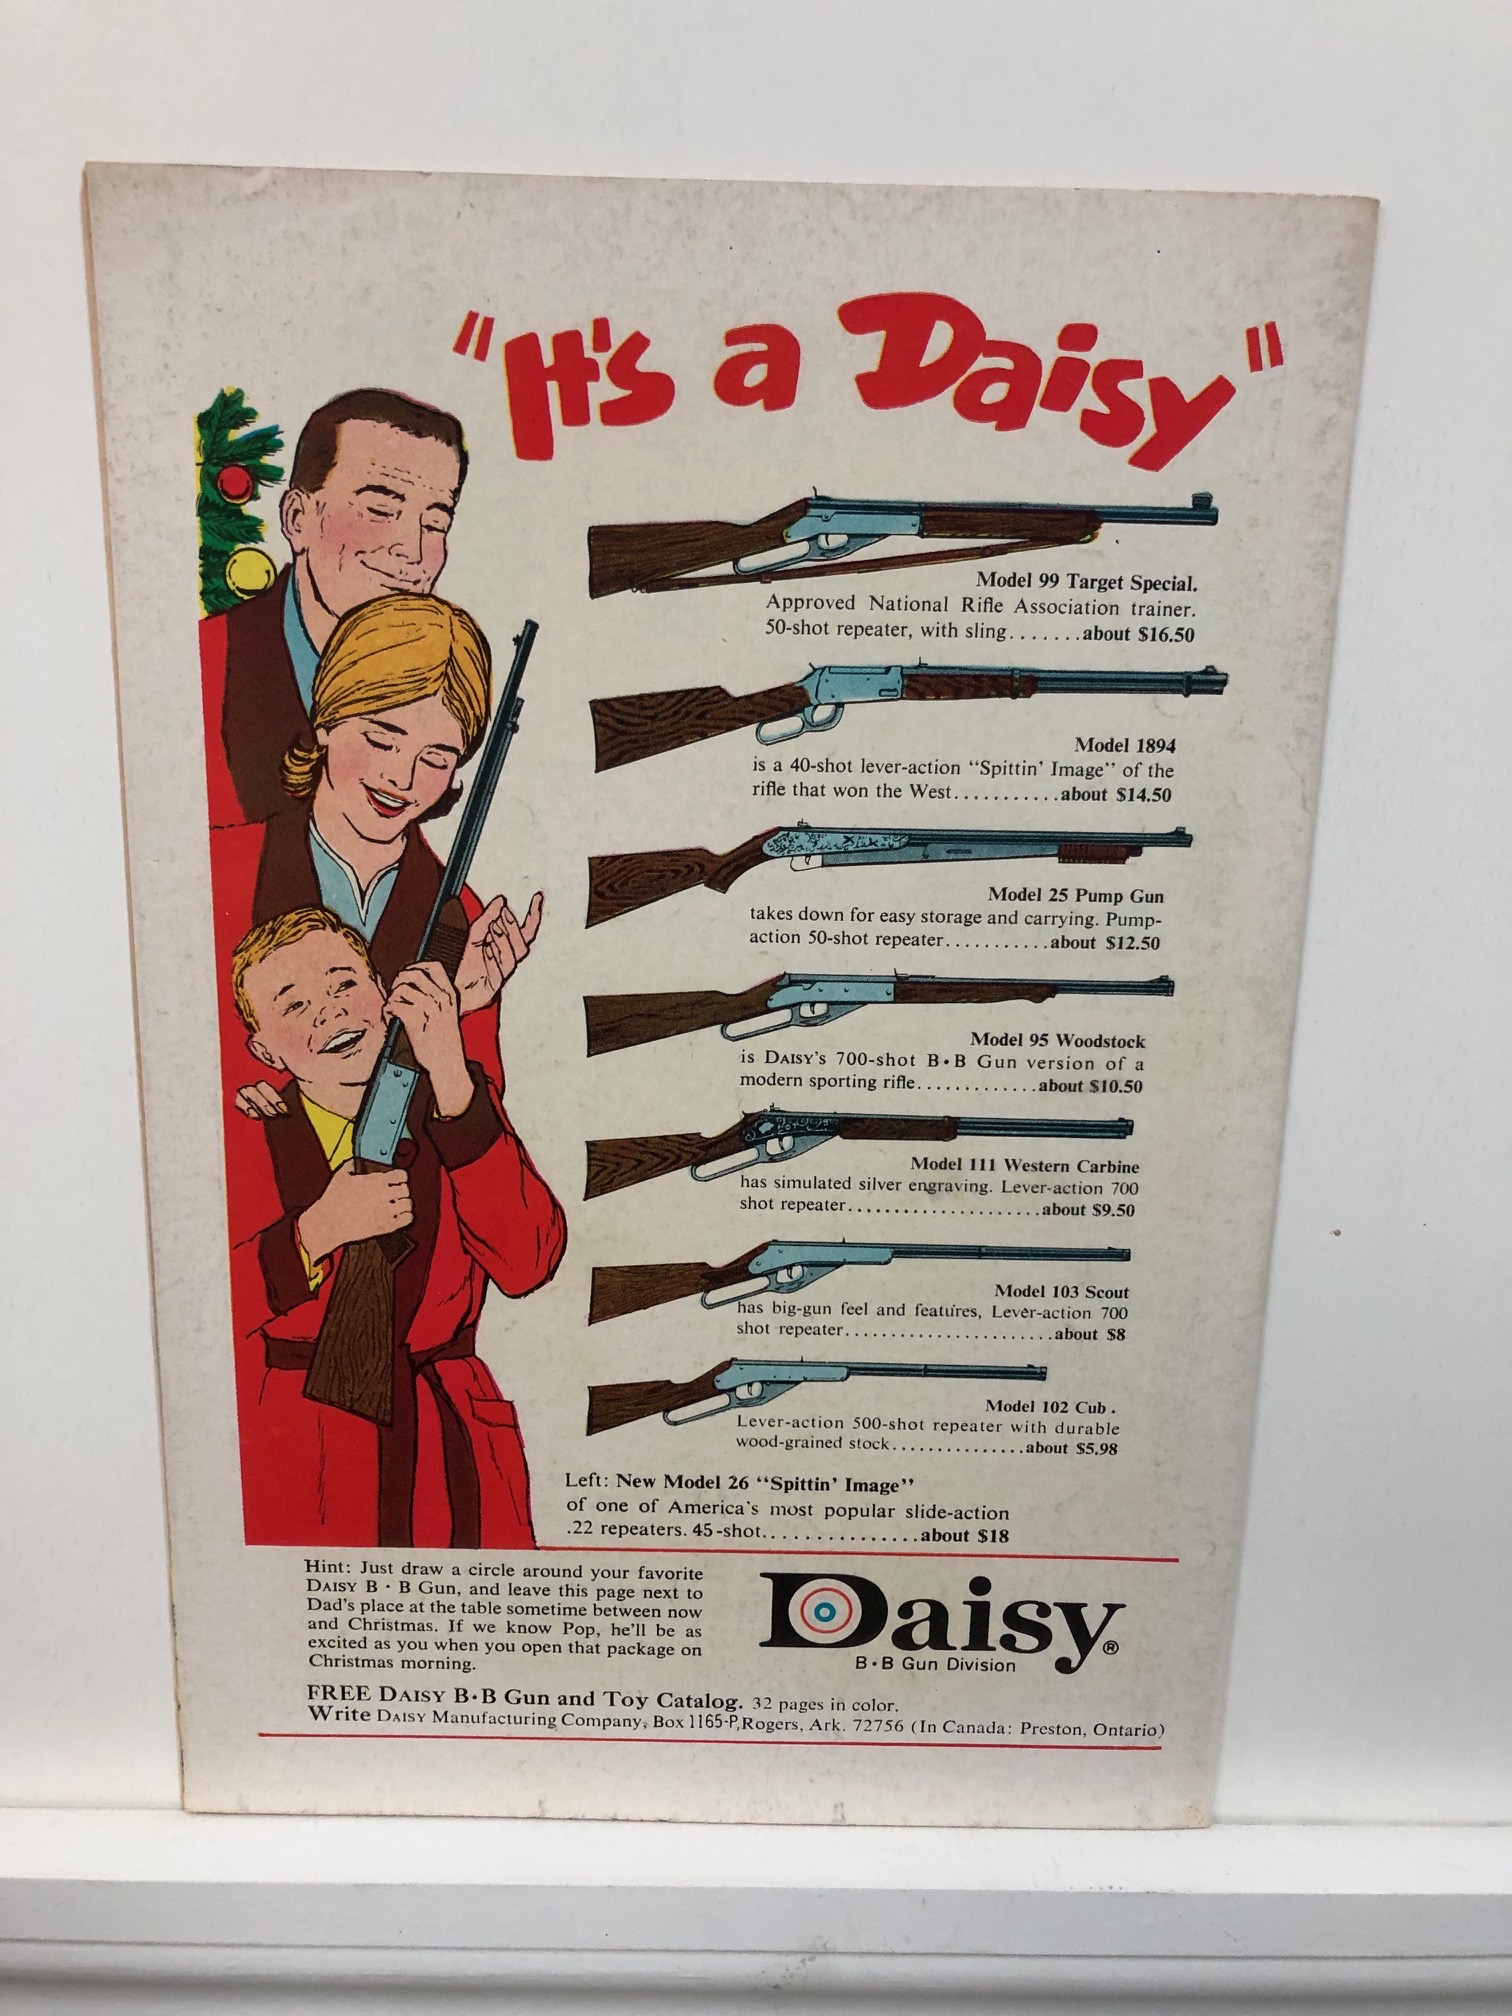 "It's a Daisy"
Model 99 Target Special.
Approved National Rifle Association trainer.
50-shot repeater, with sling.......about $16.50
Model 1894
is a 40-shot lever-action "Spittin' Image" of the
rifle that won the West...........about $14.50
Model 25 Pump Gun
takes down for easy storage and carrying. Pump-
action 50-shot repeater...........about $12.50
Model 95 Woodstock
is DAISY'S 700-shot B•B Gun version of a
modern sporting rifle.............about $10.50
Model 111 Western Carbine
has simulated silver engraving. Lever-action 700
shot repeater.....................about $9.50
Model 103 Scout
has big-gun feel and features, Lever-action 700
shot repeater.......................about $8
Model 102 Cub.
Lever-action 500-shot repeater with durable
wood-grained stock...............about $5.98
Left: New Model 26 "Spittin' Image"
of one of America's most popular slide-action
.22 repeaters. 45-shot.................about $18
Hint: Just draw a circle around your favorite
DAISY B•B Gun, and leave this page next to
Dad's place at the table sometime between now
and Christmas. If we know Pop, he'll be as
excited as you when you open that package on
Christmas morning.
Daisy®
B•B Gun Division
FREE DAISY B•B Gun and Toy Catalog. 32 pages in color.
Write DAISY Manufacturing Company, Box 1165-P, Rogers, Ark. 72756 (In Canada: Preston, Ontario)